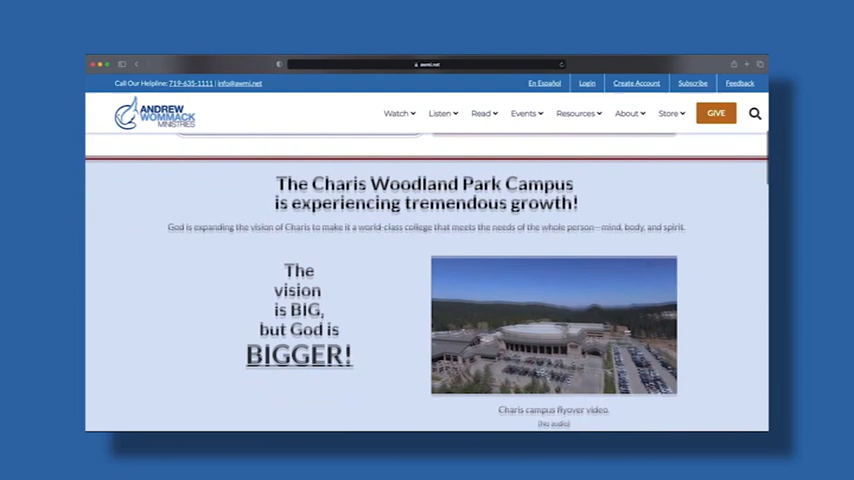 awmi.net
Call Our Helpline: 719-635-1111 | info@awmi.net
En Español
Login
Create Account
Subscribe
Feedback
ANDREW
WOMMACK
MINISTRIES
Watch
Listen
Read
Events
Resources
About
Store
GIVE
The Charis Woodland Park Campus
is experiencing tremendous growth!
God is expanding the vision of Charis to make it a world-class college that meets the needs of the whole person—mind, body, and spirit.
The
vision
is BIG,
but God is
BIGGER!
Charis campus flyover video.
(No audio)